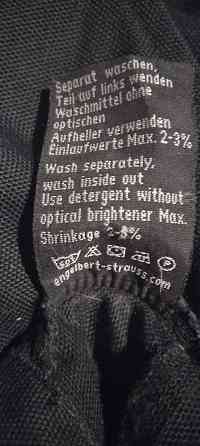 Separat waschen,
Teil auf links wenden
Waschmittel ohne
optischen
Aufheller verwenden
Einlaufwerte Max. 2-3%
Wash separately,
wash inside out
Use detergent without
optical brightener Max.
Shrinkage 2-3%
engelbert-strauss.com